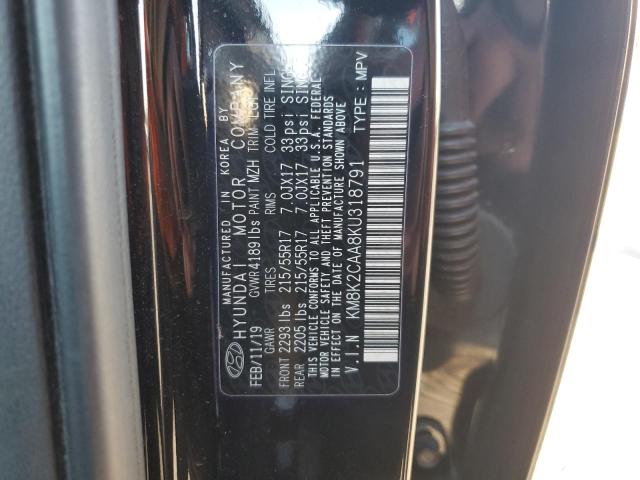 MANUFACTURED IN KOREA BY
HYUNDAI MOTOR COMPANY
FEB/11/19 GVWR 4189 lbs PAINT MZH TRIM
GAWR TIRES RIMS COLD TIRE INFL
FRONT 2293 lbs 215/55R17 7.0JX17 33psi
REAR 2205 lbs 215/55R17 7.0JX17 33psi
THIS VEHICLE CONFORMS TO ALL APPLICABLE U.S.A. FEDERAL
MOTOR VEHICLE SAFETY AND THEFT PREVENTION STANDARDS
IN EFFECT ON THE DATE OF MANUFACTURE SHOWN ABOVE
V.I.N KM8K2CAA8KU318791 TYPE : MPV